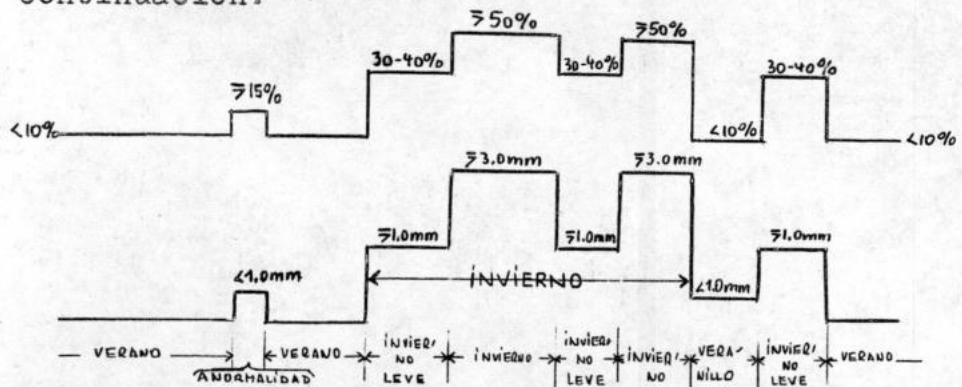 continuación.
⩾50%
⩾50%
30-40%
30-40%
30-40%
⩾15%
<10%
<10%
<10%
⩾3.0mm
⩾3.0mm
⩾1.0mm
⩾1.0mm
⩾1.0mm
<1.0mm
<1.0mm
INVIERNO
VERANO
VERANO
INVIER/
NO
LEVE
INVIERNO
INVIER/
NO
LEVE
INVIER/
NO
VERA/
NILLO
INVIER/
NO
LEVE
VERANO
ANORMALIDAD